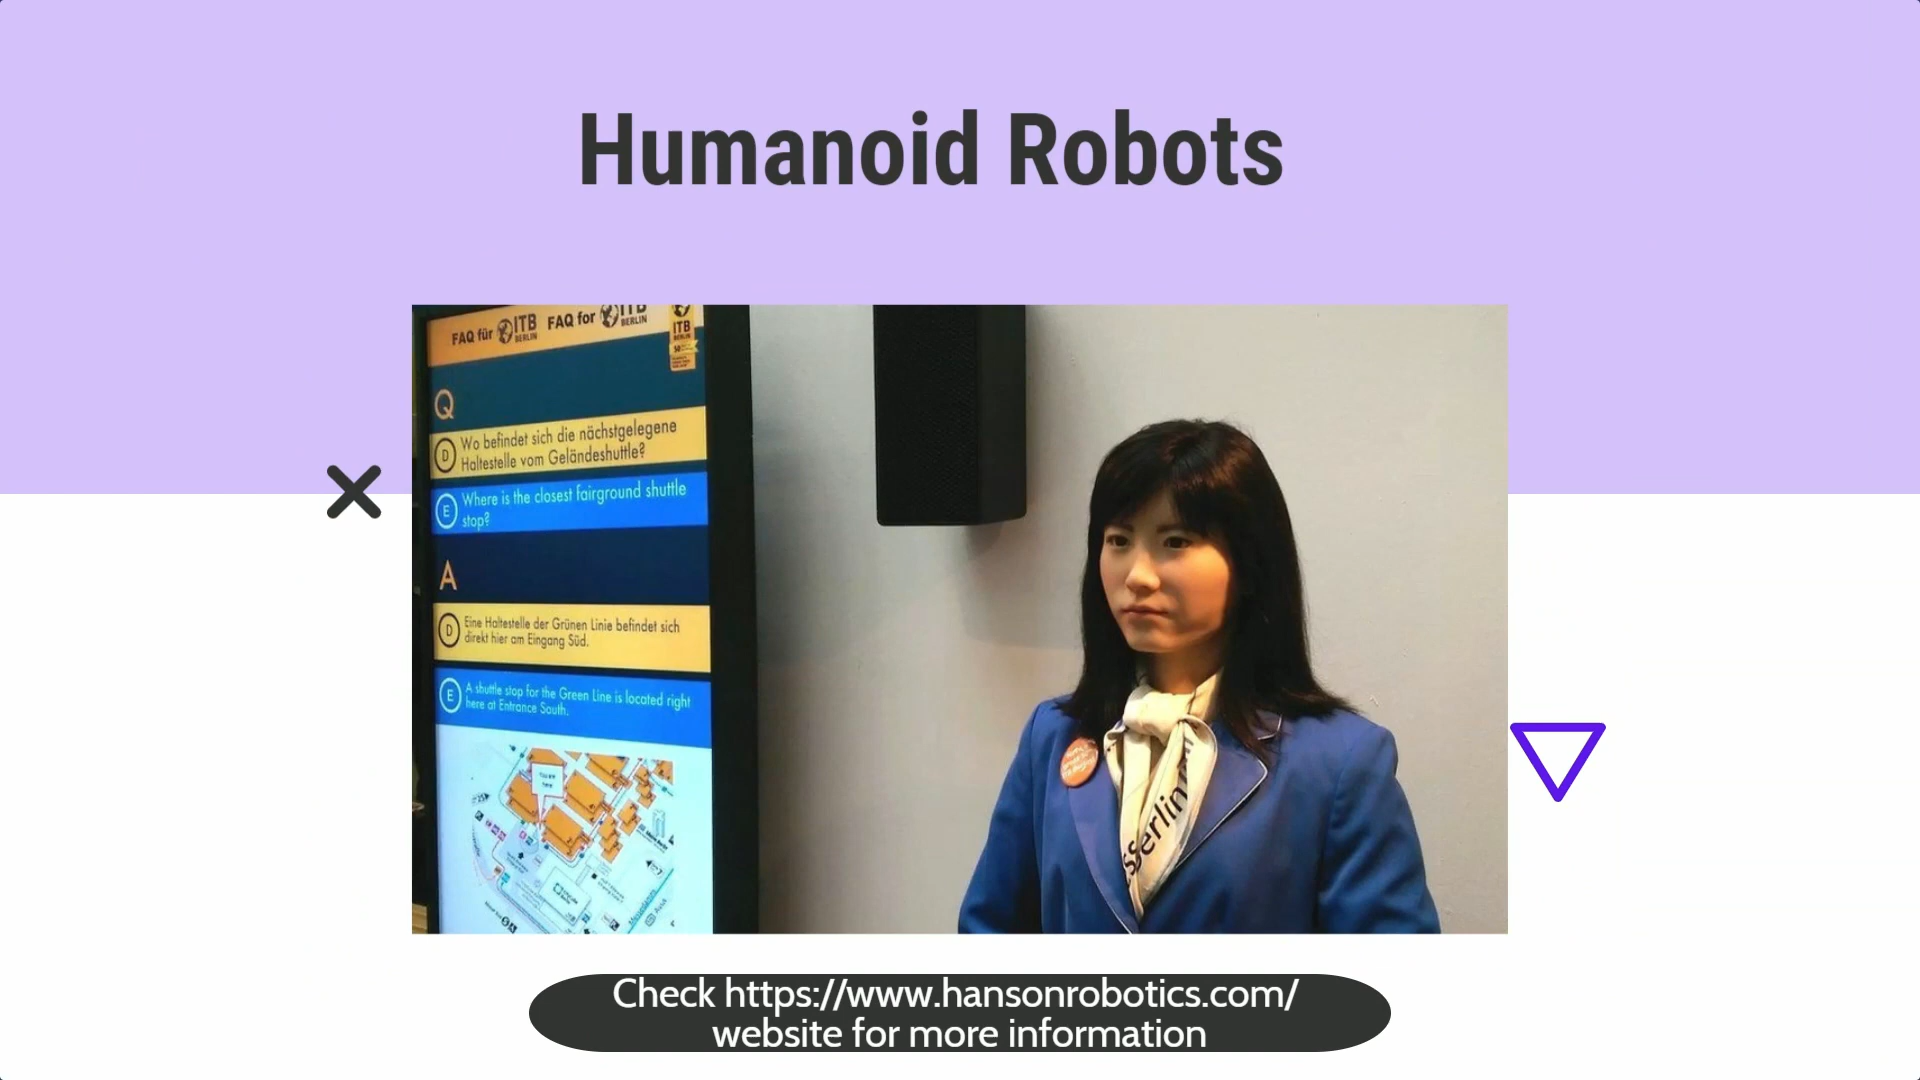 Humanoid Robots
FAQ für ITB BERLIN FAQ for ITB BERLIN
ITB
BERLIN
Q
D Wo befindet sich die nächstgelegene
Haltestelle vom Geländeshuttle?
E Where is the closest fairground shuttle
stop?
A
D Eine Haltestelle der Grünen Linie befindet sich
direkt hier am Eingang Süd.
E A shuttle stop for the Green Line is located right
here at Entrance South.
Check https://www.hansonrobotics.com/
website for more information